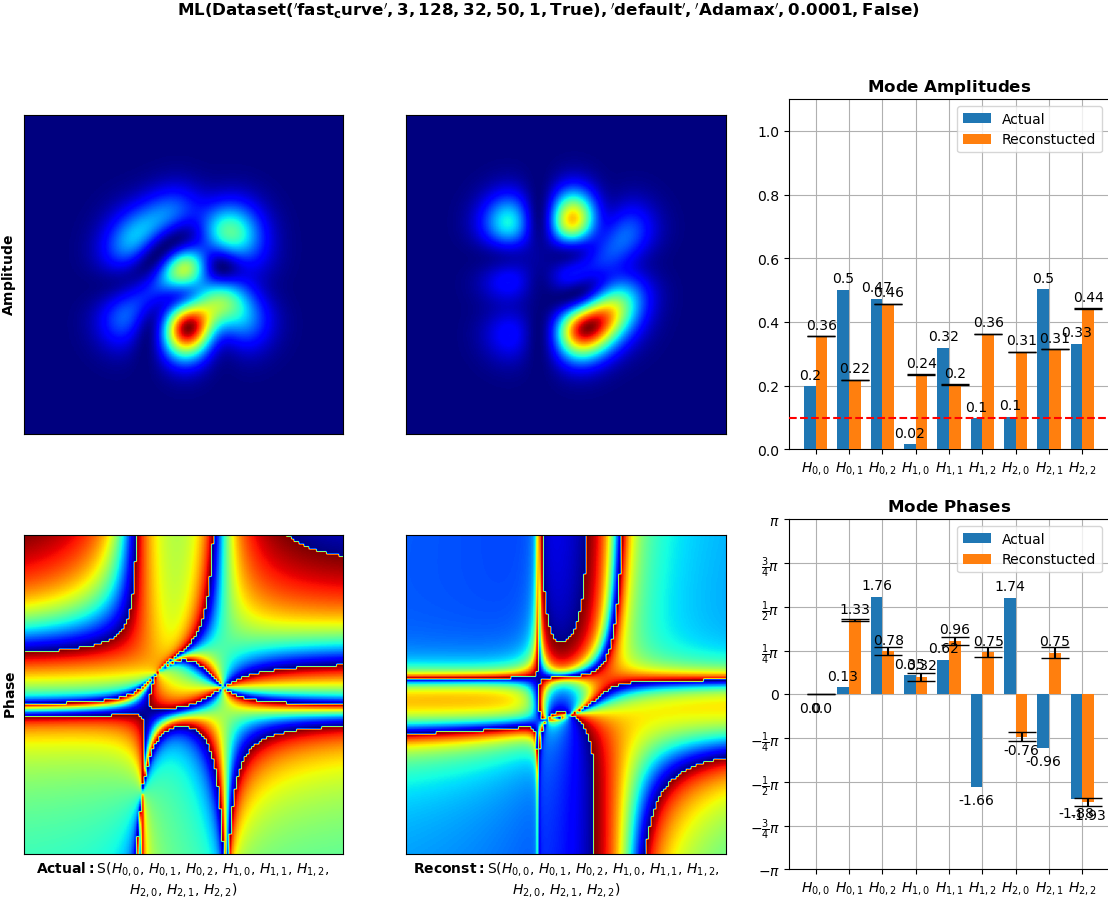 ML(Dataset('fast_curve', 3, 128, 32, 50, 1, True), 'default', 'Adamax', 0.0001, False)
Amplitude
Mode Amplitudes
Actual
Reconstucted
1.0
0.8
0.6
0.4
0.2
0.0
0.2 0.36 0.5 0.22 0.47 0.46 0.02 0.24 0.32 0.2 0.1 0.36 0.1 0.31 0.5 0.31 0.33 0.44
H0,0 H0,1 H0,2 H1,0 H1,1 H1,2 H2,0 H2,1 H2,2
Phase
Mode Phases
Actual
Reconstucted
π
3/4π
1/2π
1/4π
0
−1/4π
−1/2π
−3/4π
−π
0.0 0.0 0.13 1.33 1.76 0.78 0.35 0.32 0.62 0.96 -1.66 0.75 1.74 -0.76 -0.96 0.75 -1.88 -1.93
H0,0 H0,1 H0,2 H1,0 H1,1 H1,2 H2,0 H2,1 H2,2
Actual: S(H0,0, H0,1, H0,2, H1,0, H1,1, H1,2,
H2,0, H2,1, H2,2)
Reconst: S(H0,0, H0,1, H0,2, H1,0, H1,1, H1,2,
H2,0, H2,1, H2,2)